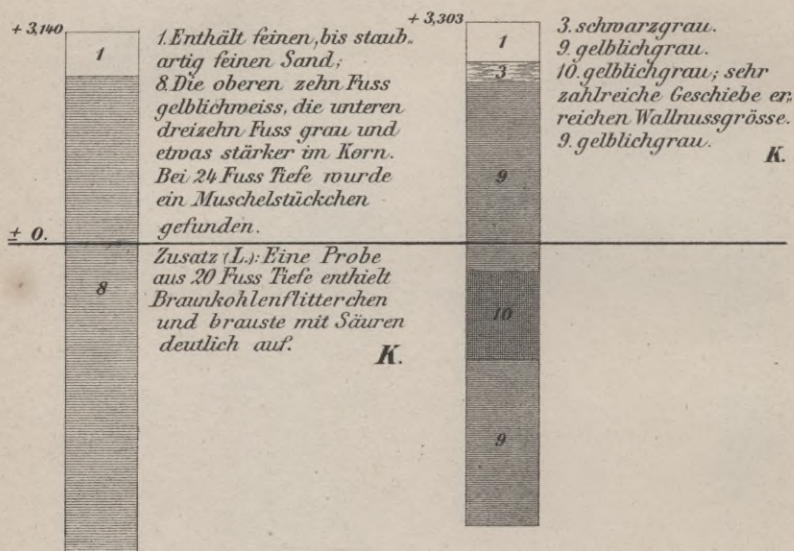 + 3,140
1
1. Enthält feinen, bis staub-
artig feinen Sand;
8. Die oberen zehn Fuss
gelblichweiss, die unteren
dreizehn Fuss grau und
etwas stärker im Korn.
Bei 24 Fuss Tiefe wurde
ein Muschelstückchen
gefunden.
± 0.
8
Zusatz (L.): Eine Probe
aus 20 Fuss Tiefe enthielt
Braunkohlenflitterchen
und brauste mit Säuren
deutlich auf.
K.
+ 3,303
1
3
9
10
9
3. schwarzgrau.
9. gelblichgrau.
10. gelblichgrau; sehr
zahlreiche Geschiebe er-
reichen Wallnussgrösse.
9. gelblichgrau.
K.